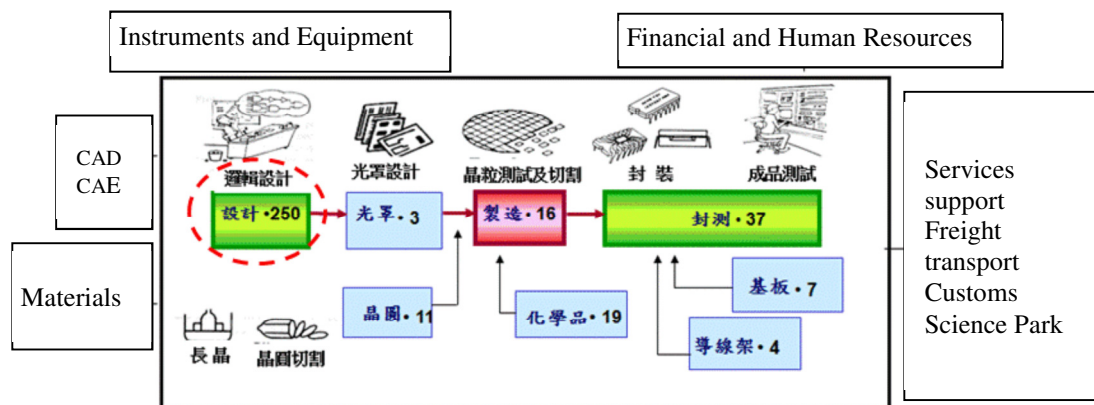 Instruments and Equipment
Financial and Human Resources
CAD
CAE
Materials
邏輯設計
光罩設計
晶粒測試及切割
封 裝
成品測試
設計・250
光罩・3
製造・16
封測・37
晶圓・11
化學品・19
基板・7
導線架・4
長晶
晶圓切割
Services
support
Freight
transport
Customs
Science Park